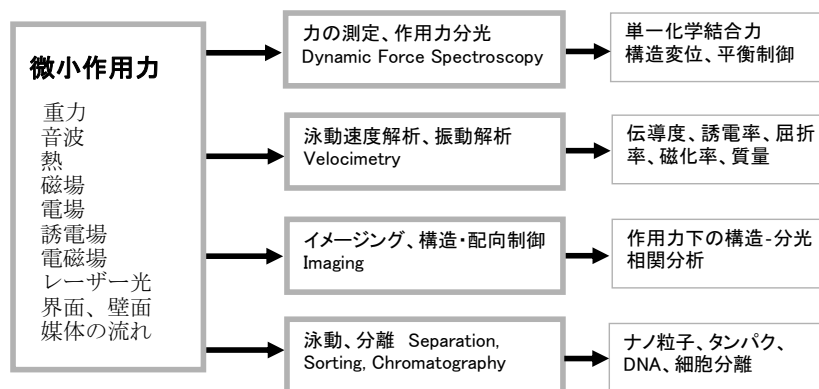 微小作用力
重力
音波
熱
磁場
電場
誘電場
電磁場
レーザー光
界面、壁面
媒体の流れ
力の測定、作用力分光
Dynamic Force Spectroscopy
単一化学結合力
構造変位、平衡制御
泳動速度解析、振動解析
Velocimetry
伝導度、誘電率、屈折
率、磁化率、質量
イメージング、構造・配向制御
Imaging
作用力下の構造-分光
相関分析
泳動、分離 Separation,
Sorting, Chromatography
ナノ粒子、タンパク、
DNA、細胞分離